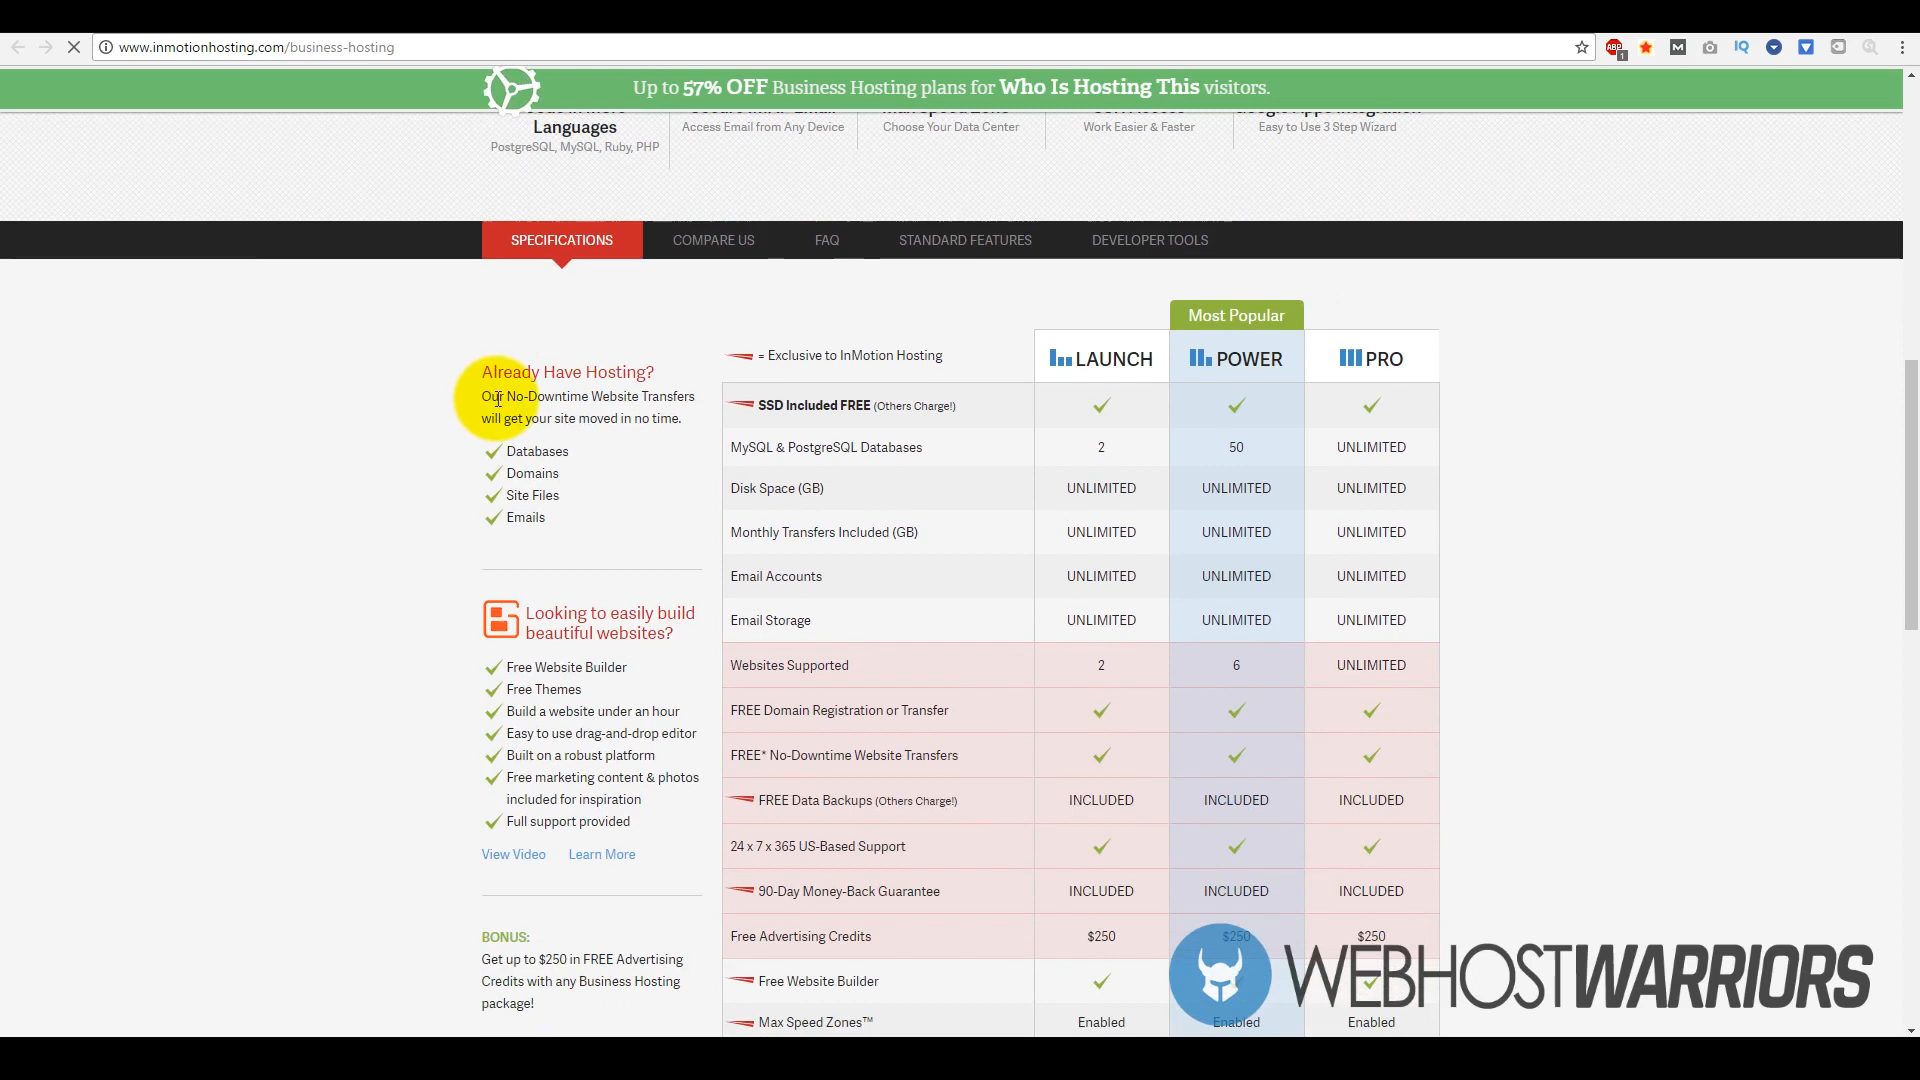 www.inmotionhosting.com/business-hosting
ABP
1
M
IQ
Up to 57% OFF Business Hosting plans for Who Is Hosting This visitors.
Languages
PostgreSQL, MySQL, Ruby, PHP
Access Email from Any Device
Choose Your Data Center
Work Easier & Faster
Google Apps Integration
Easy to Use 3 Step Wizard
SPECIFICATIONS
COMPARE US
FAQ
STANDARD FEATURES
DEVELOPER TOOLS
Already Have Hosting?
Our No-Downtime Website Transfers
will get your site moved in no time.
Databases
Domains
Site Files
Emails
Looking to easily build
beautiful websites?
Free Website Builder
Free Themes
Build a website under an hour
Easy to use drag-and-drop editor
Built on a robust platform
Free marketing content & photos
included for inspiration
Full support provided
View Video Learn More
BONUS:
Get up to $250 in FREE Advertising
Credits with any Business Hosting
package!
Most Popular
= Exclusive to InMotion Hosting LAUNCH POWER PRO
SSD Included FREE (Others Charge!)
MySQL & PostgreSQL Databases 2 50 UNLIMITED
Disk Space (GB) UNLIMITED UNLIMITED UNLIMITED
Monthly Transfers Included (GB) UNLIMITED UNLIMITED UNLIMITED
Email Accounts UNLIMITED UNLIMITED UNLIMITED
Email Storage UNLIMITED UNLIMITED UNLIMITED
Websites Supported 2 6 UNLIMITED
FREE Domain Registration or Transfer
FREE* No-Downtime Website Transfers
FREE Data Backups (Others Charge!) INCLUDED INCLUDED INCLUDED
24 x 7 x 365 US-Based Support
90-Day Money-Back Guarantee INCLUDED INCLUDED INCLUDED
Free Advertising Credits $250 $250 $250
Free Website Builder
Max Speed Zones™ Enabled Enabled Enabled
WEBHOSTWARRIORS